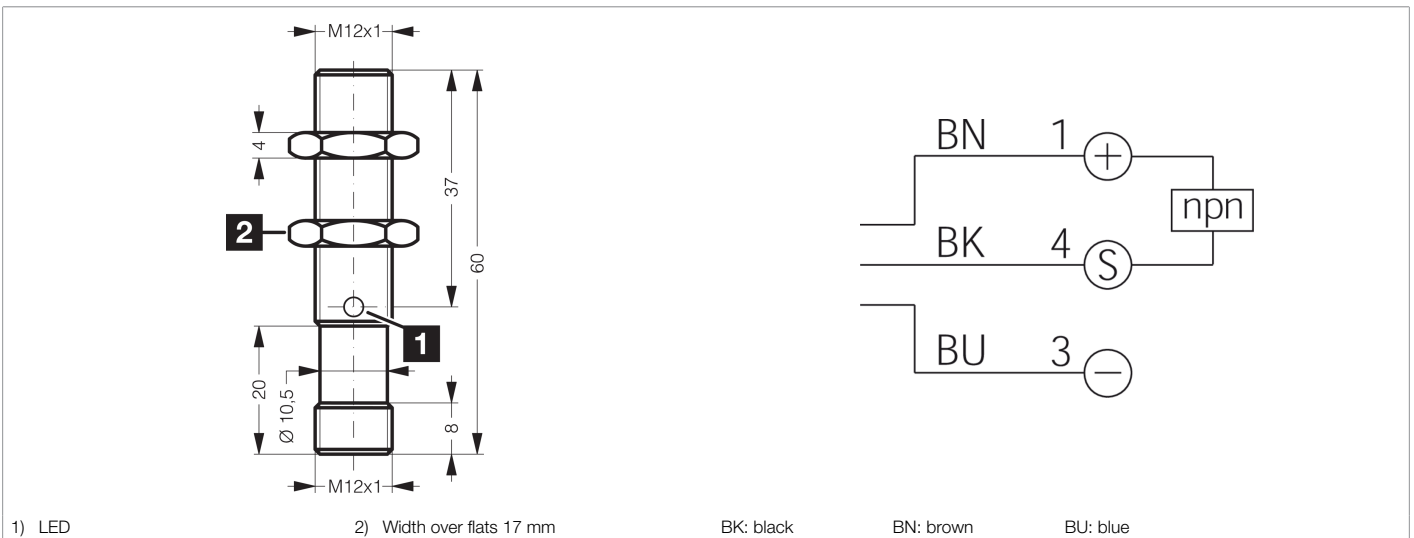 M12x1
4
2
37
60
1
20
Ø 10,5
8
M12x1
BN 1 +
npn
BK 4 S
BU 3 −
1) LED 2) Width over flats 17 mm BK: black BN: brown BU: blue